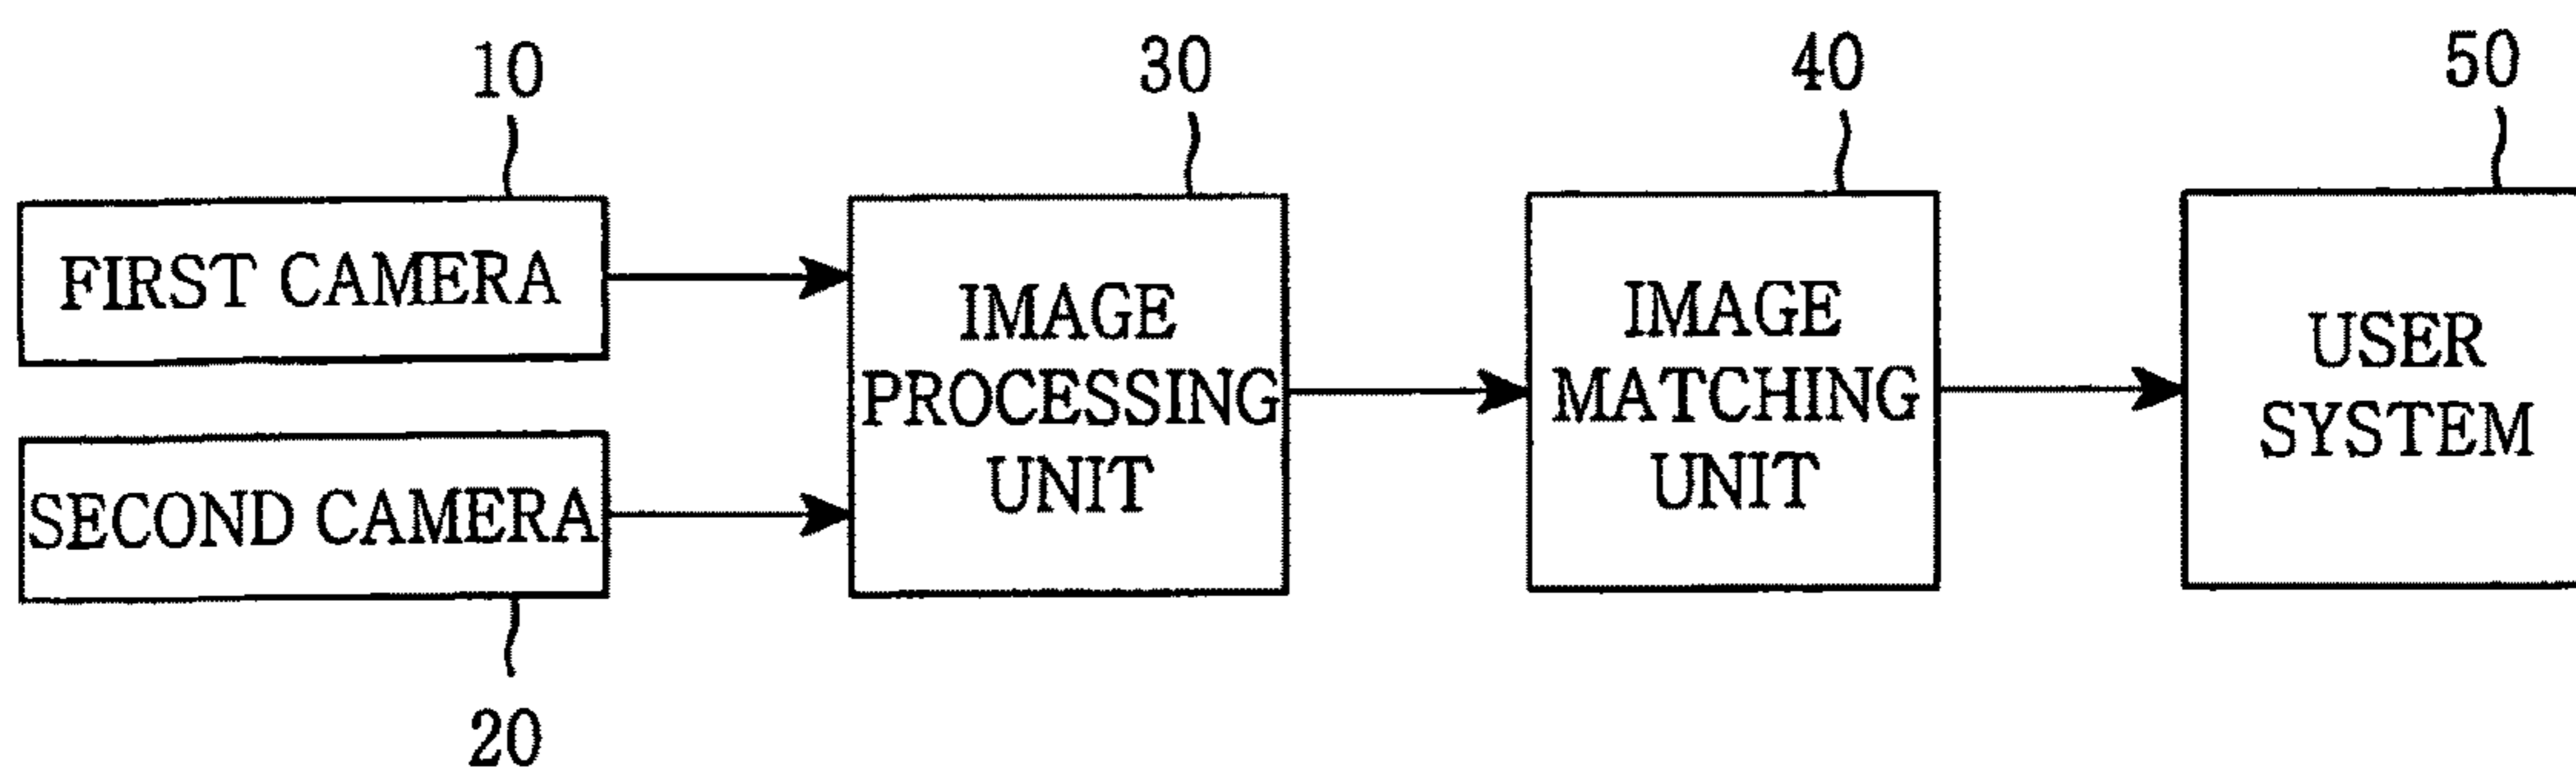 10
30
40
50
FIRST CAMERA
SECOND CAMERA
20
IMAGE
PROCESSING
UNIT
IMAGE
MATCHING
UNIT
USER
SYSTEM